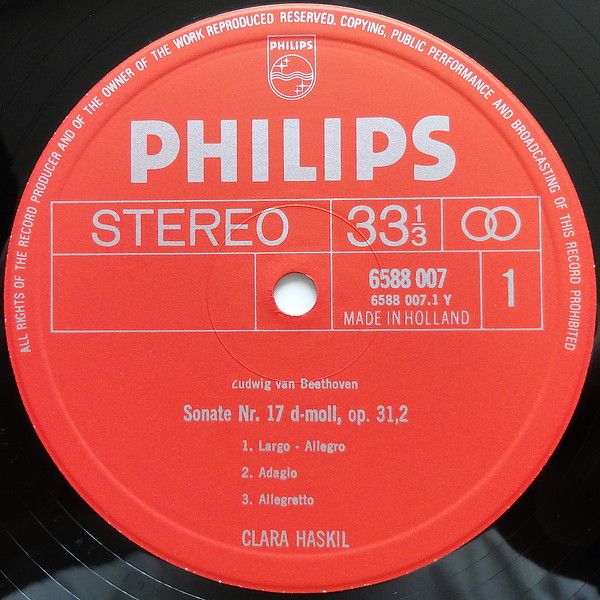 ALL RIGHTS OF THE RECORD PRODUCER AND OF THE OWNER OF THE WORK REPRODUCED RESERVED. COPYING, PUBLIC PERFORMANCE AND BROADCASTING OF THIS RECORD PROHIBITED
PHILIPS
PHILIPS
STEREO 33 1/3
6588 007
6588 007.1 Y
MADE IN HOLLAND
1
Ludwig van Beethoven
Sonate Nr. 17 d-moll, op. 31,2
1. Largo - Allegro
2. Adagio
3. Allegretto
CLARA HASKIL